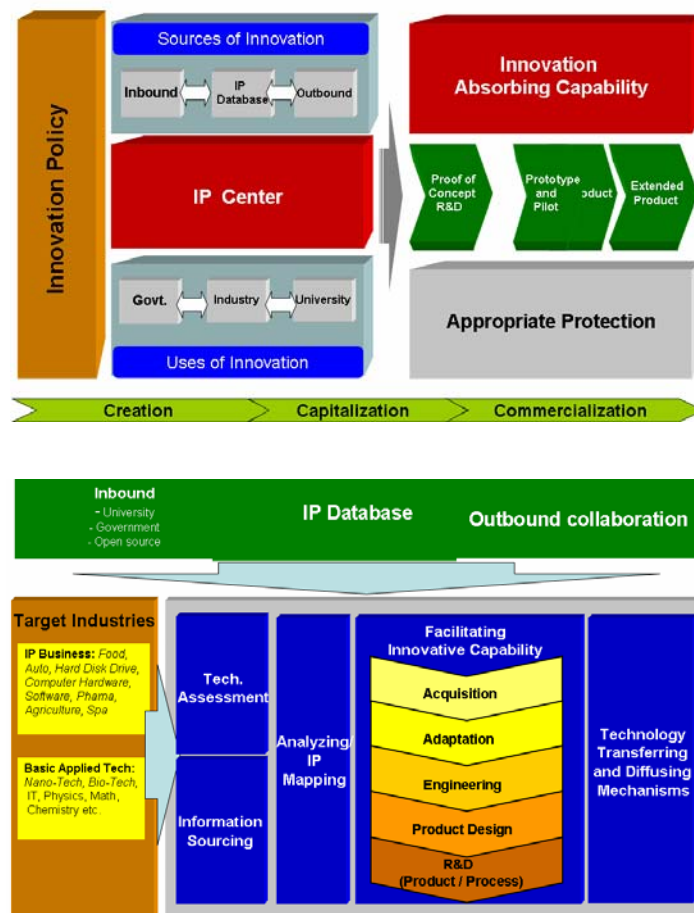 Innovation Policy
Sources of Innovation
Inbound
IP
Database
Outbound
IP Center
Govt.
Industry
University
Uses of Innovation
Innovation
Absorbing Capability
Proof of
Concept
R&D
Prototype
and
Pilot
oduct
Extended
Product
Appropriate Protection
Creation
Capitalization
Commercialization
Inbound
- University
- Government
- Open source
IP Database
Outbound collaboration
Target Industries
IP Business: Food,
Auto, Hard Disk Drive,
Computer Hardware,
Software, Phama,
Agriculture, Spa
Basic Applied Tech:
Nano-Tech, Bio-Tech,
IT, Physics, Math,
Chemistry etc.
Tech.
Assessment
Information
Sourcing
Analyzing/
IP
Mapping
Facilitating
Innovative Capability
Acquisition
Adaptation
Engineering
Product Design
R&D
(Product / Process)
Technology
Transferring
and Diffusing
Mechanisms